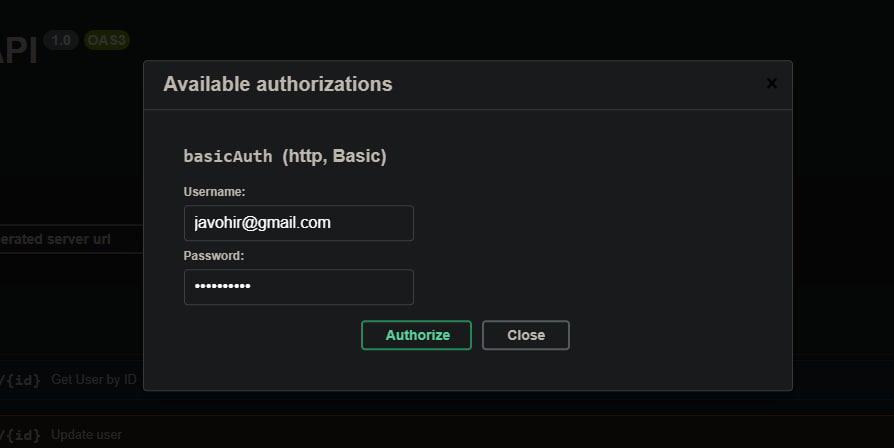 API 1.0 OAS3
Available authorizations ×
basicAuth (http, Basic)
Username:
javohir@gmail.com
erated server url
Password:
••••••••••
Authorize Close
/{id} Get User by ID
/{id} Update user